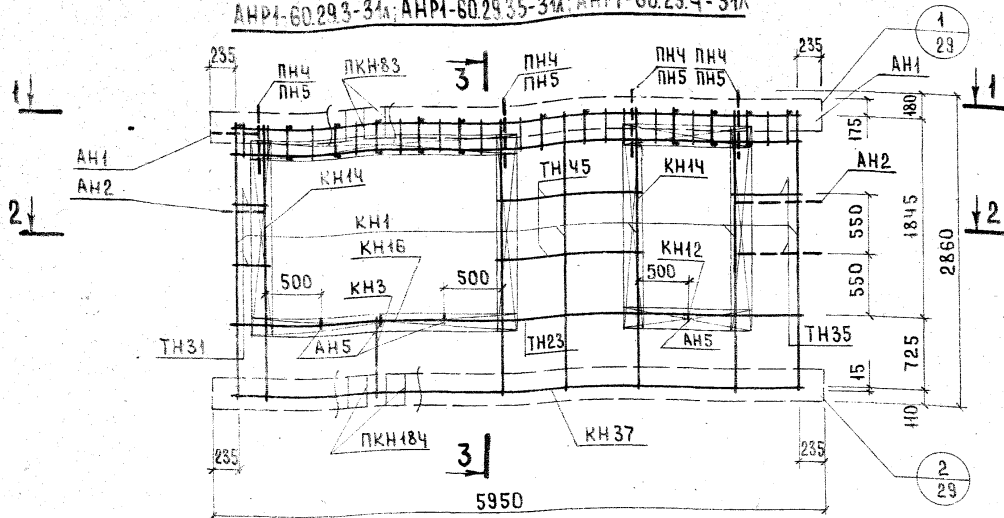 АНР1-60.29.3-31л; АНР1-60.29.35-31л; АНР1-60.29.4-31л
1
29
235
ПН4
ПН5
ПКН83
3
ПН4
ПН5
ПН4 ПН4
ПН5 ПН5
235
АН1
1
1
180
175
АН1
АН2
КН14
ТН45
КН14
АН2
2
2
КН1
КН16
КН12
550
1845
2860
500
КН3
500
500
550
ТН31
АН5
ТН23
АН5
ТН35
725
15
110
ПКН184
КН37
235
3
235
2
29
5950